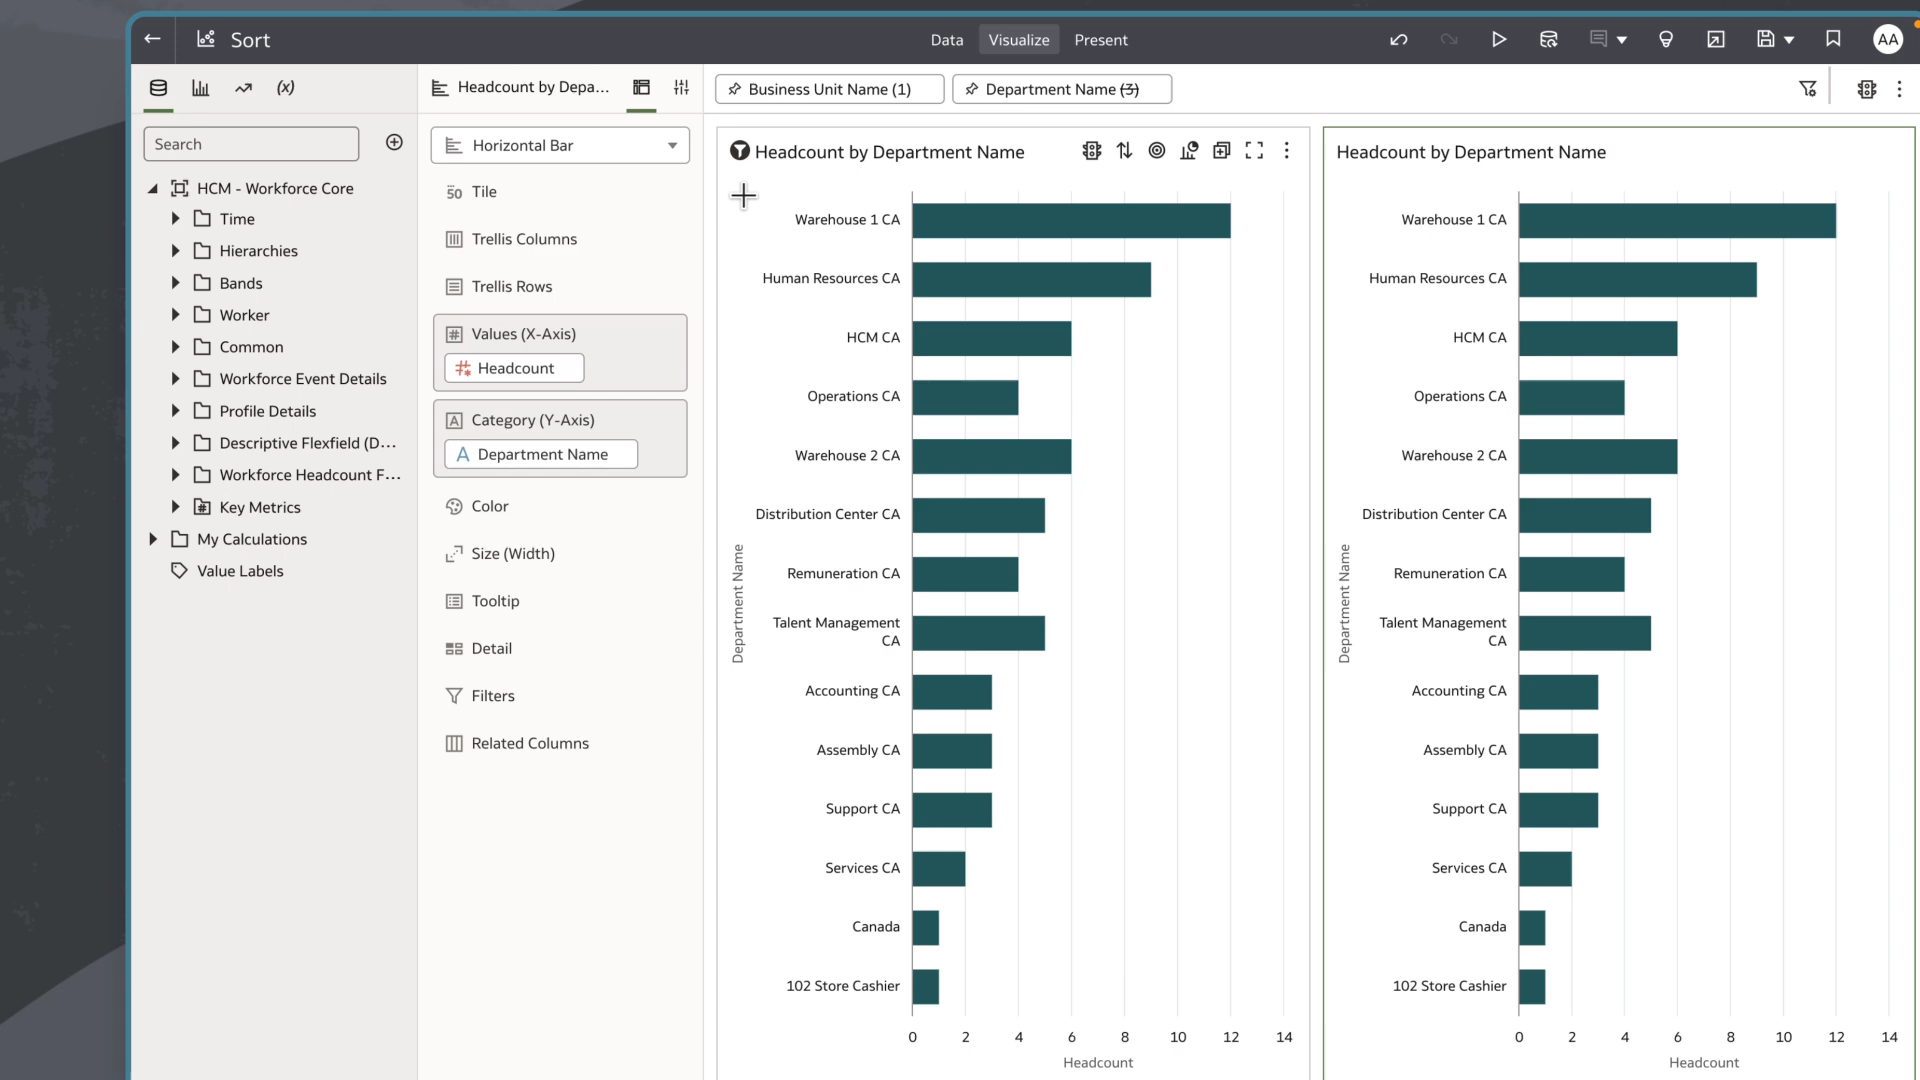 Sort
Data
Visualize
Present
AA
(x)
Headcount by Depa...
Business Unit Name (1)
Department Name (3)
Search
HCM - Workforce Core
Time
Hierarchies
Bands
Worker
Common
Workforce Event Details
Profile Details
Descriptive Flexfield (D...
Workforce Headcount F...
Key Metrics
My Calculations
Value Labels
Horizontal Bar
50 Tile
Trellis Columns
Trellis Rows
Values (X-Axis)
Headcount
A Category (Y-Axis)
A Department Name
Color
Size (Width)
Tooltip
Detail
Filters
Related Columns
Headcount by Department Name
Department Name
Warehouse 1 CA
Human Resources CA
HCM CA
Operations CA
Warehouse 2 CA
Distribution Center CA
Remuneration CA
Talent Management
CA
Accounting CA
Assembly CA
Support CA
Services CA
Canada
102 Store Cashier
0 2 4 6 8 10 12 14
Headcount
Headcount by Department Name
Department Name
Warehouse 1 CA
Human Resources CA
HCM CA
Operations CA
Warehouse 2 CA
Distribution Center CA
Remuneration CA
Talent Management
CA
Accounting CA
Assembly CA
Support CA
Services CA
Canada
102 Store Cashier
0 2 4 6 8 10 12 14
Headcount